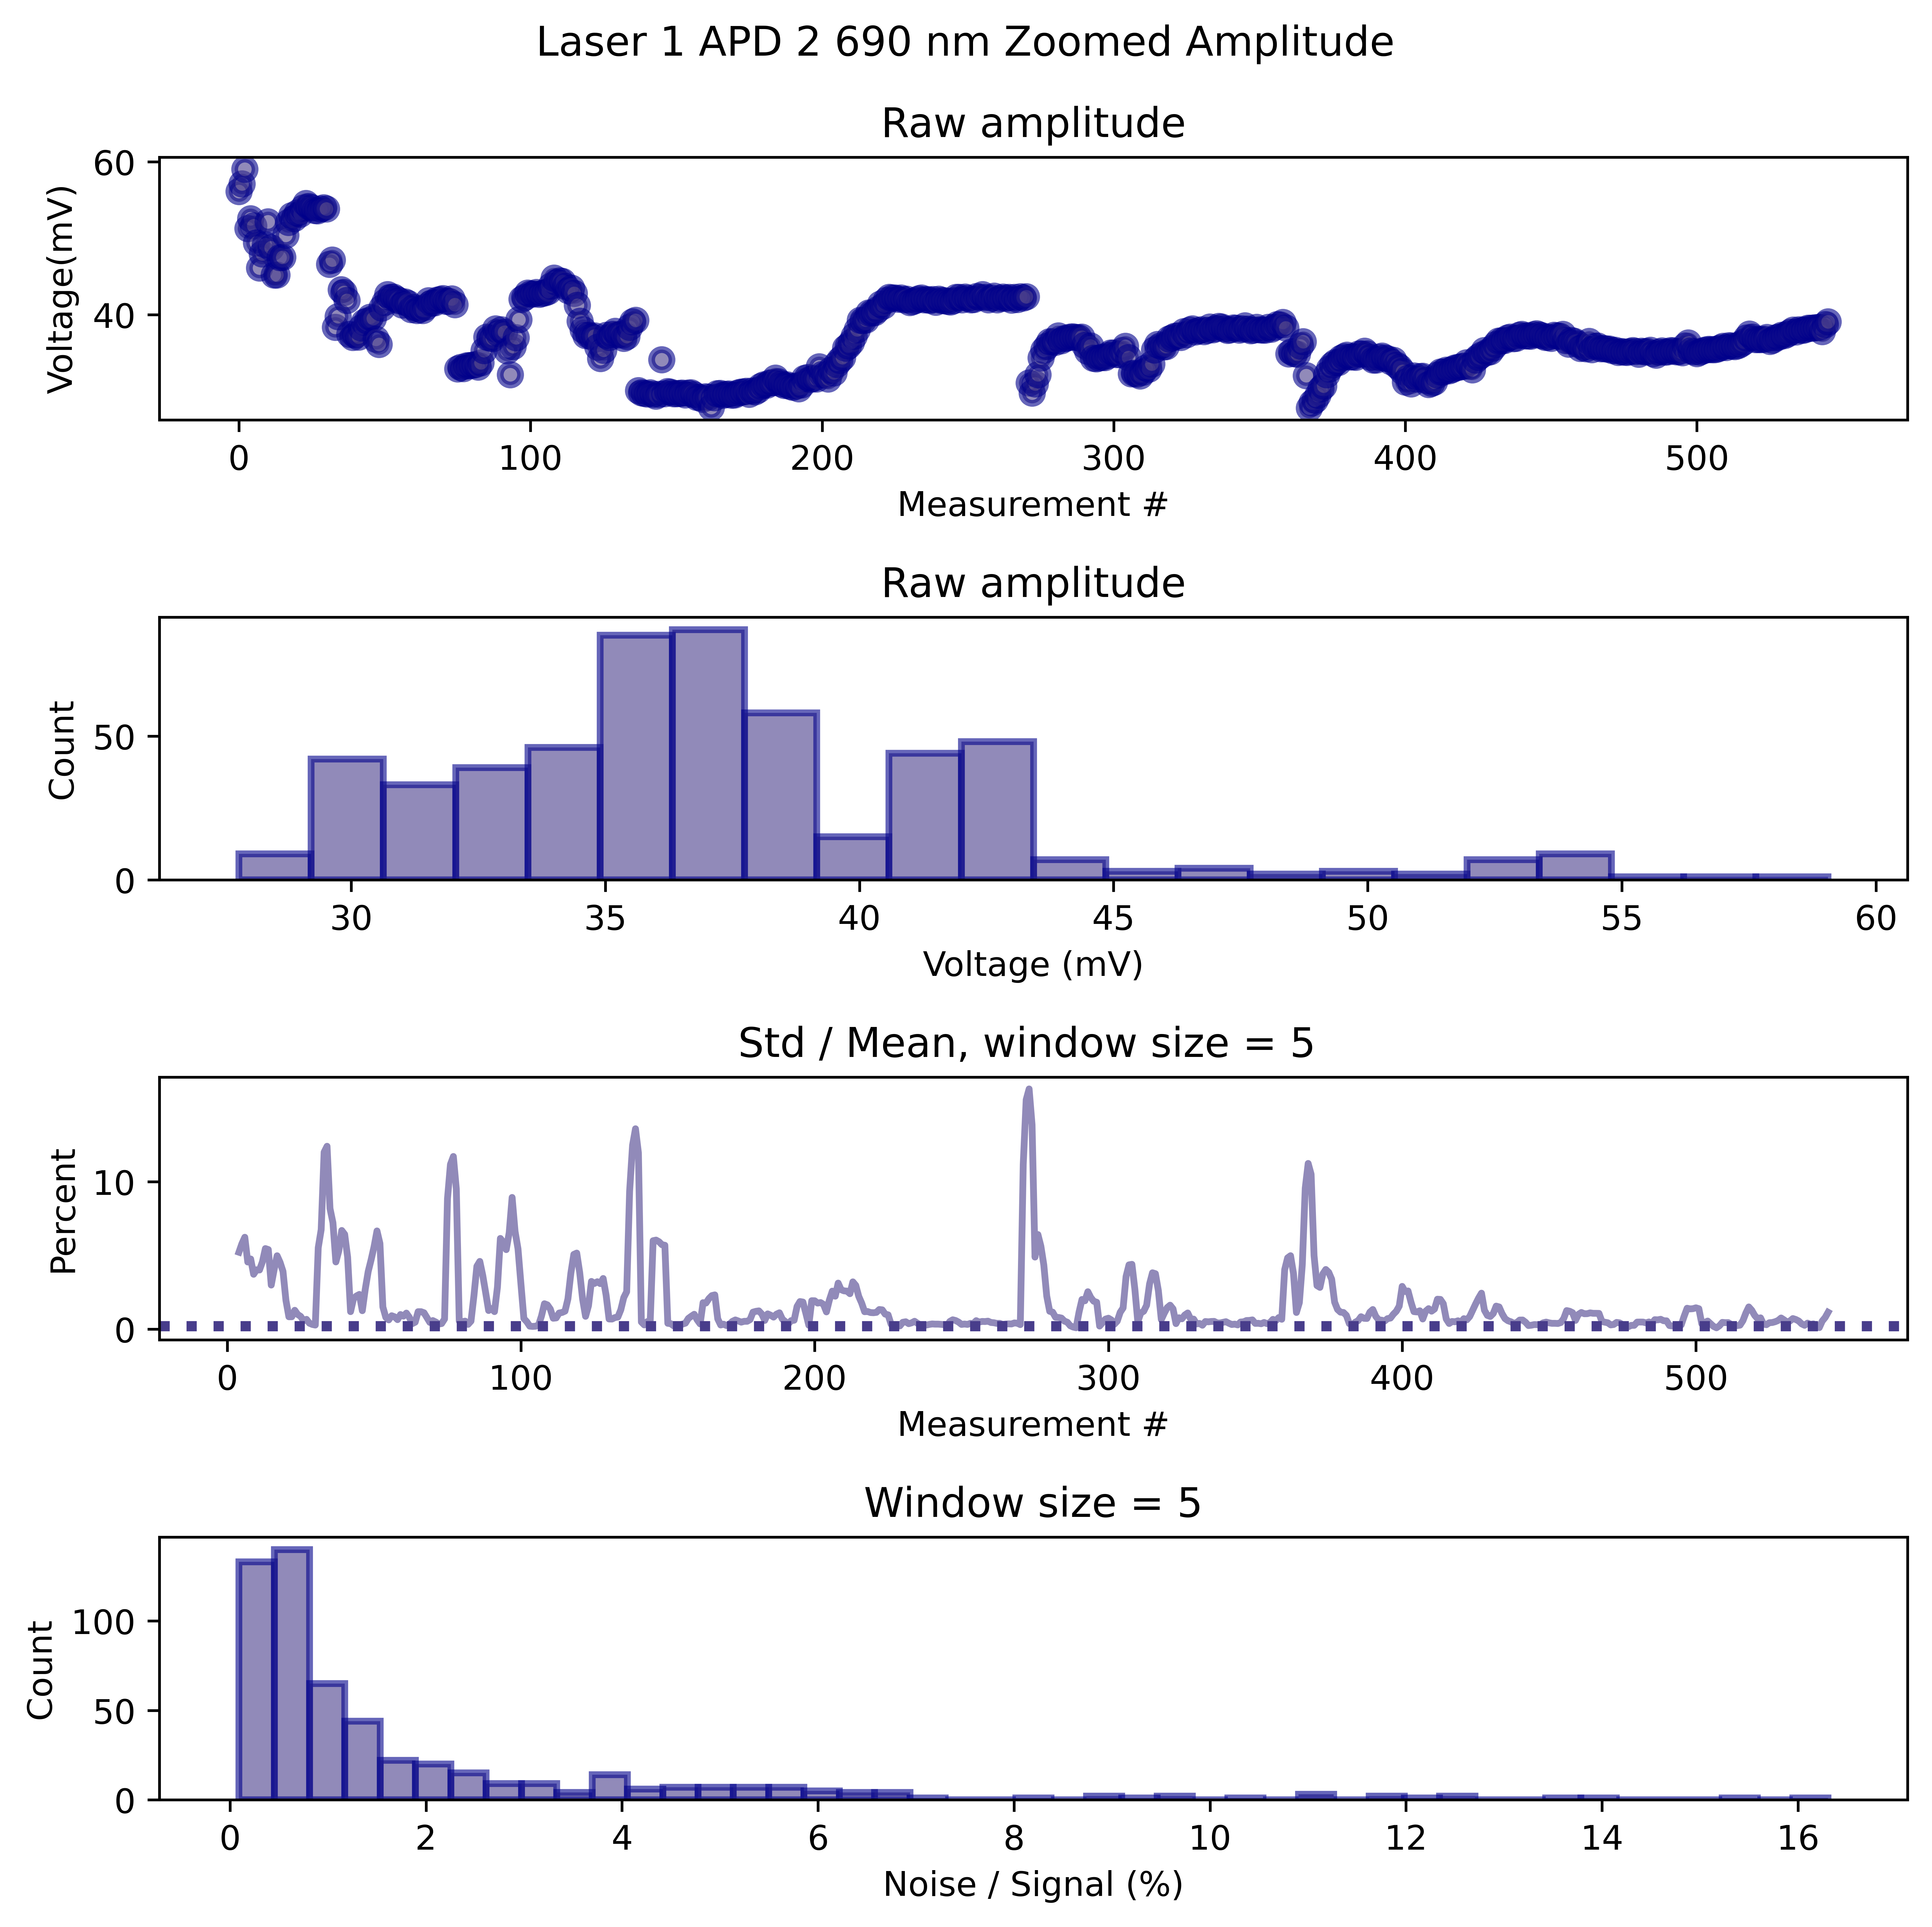 Laser 1 APD 2 690 nm Zoomed Amplitude
Raw amplitude
Voltage(mV)
60
40
0 100 200 300 400 500
Measurement #
Raw amplitude
Count
50
0
30 35 40 45 50 55 60
Voltage (mV)
Std / Mean, window size = 5
Percent
10
0
0 100 200 300 400 500
Measurement #
Window size = 5
Count
100
50
0
0 2 4 6 8 10 12 14 16
Noise / Signal (%)